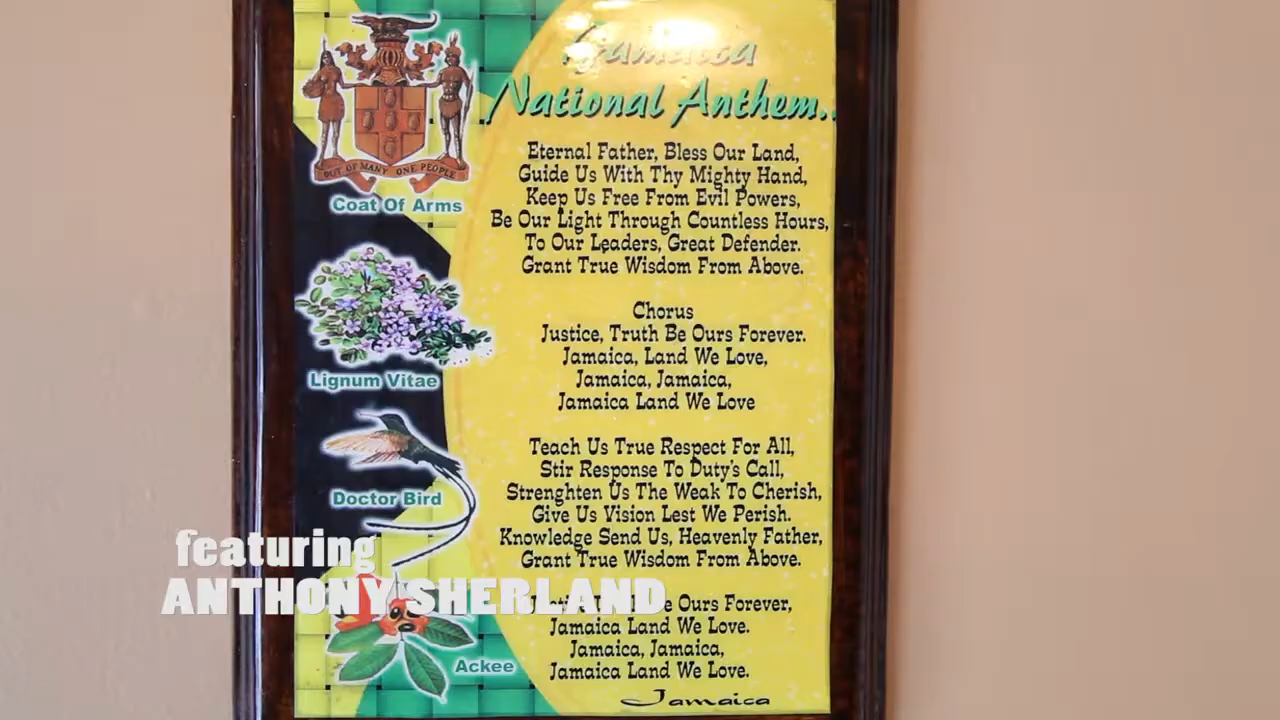 Jamaica
National Anthem..
OUT OF MANY ONE PEOPLE
Coat Of Arms
Lignum Vitae
Doctor Bird
Ackee
Eternal Father, Bless Our Land,
Guide Us With Thy Mighty Hand,
Keep Us Free From Evil Powers,
Be Our Light Through Countless Hours,
To Our Leaders, Great Defender.
Grant True Wisdom From Above.
Chorus
Justice, Truth Be Ours Forever.
Jamaica, Land We Love,
Jamaica, Jamaica,
Jamaica Land We Love
Teach Us True Respect For All,
Stir Response To Duty's Call,
Strenghten Us The Weak To Cherish,
Give Us Vision Lest We Perish.
Knowledge Send Us, Heavenly Father,
Grant True Wisdom From Above.
Ours Forever,
Jamaica Land We Love.
Jamaica, Jamaica,
Jamaica Land We Love.
Jamaica
featuring
ANTHONY SHERLAND